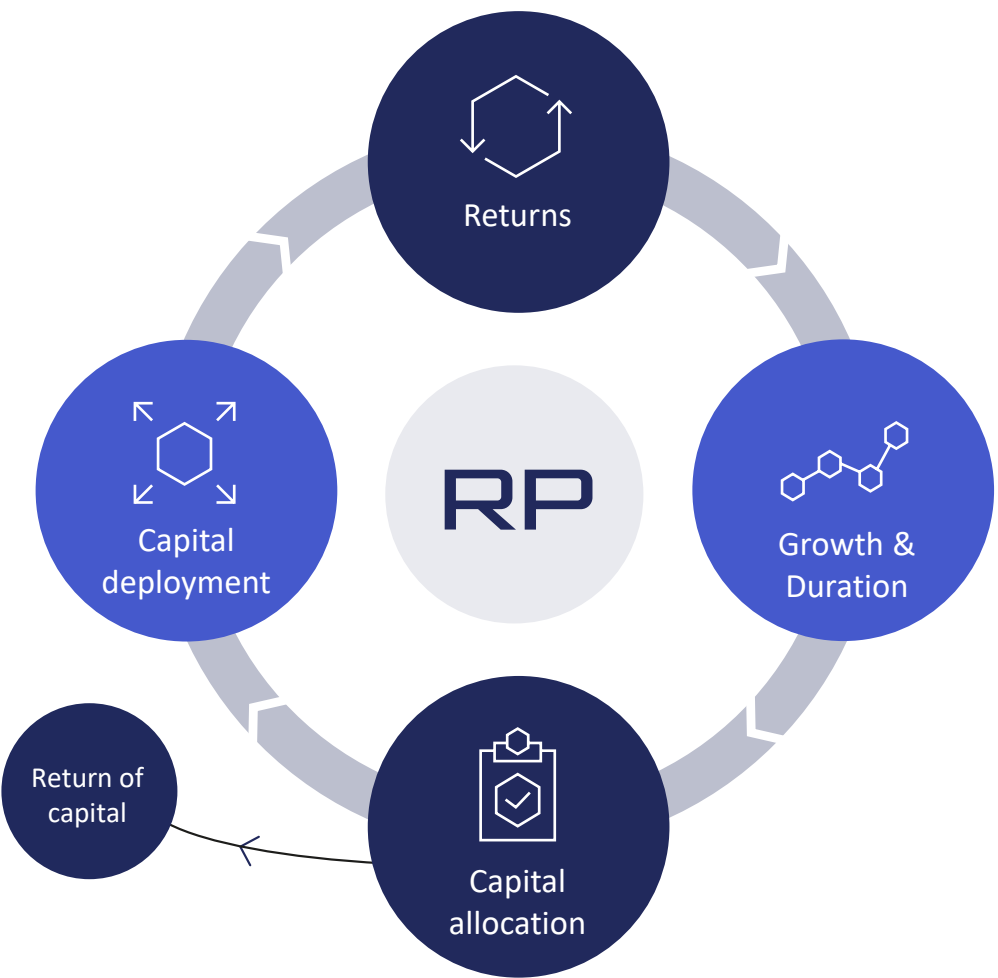 Returns
Capital
deployment
RP
Growth &
Duration
Return of
capital
Capital
allocation